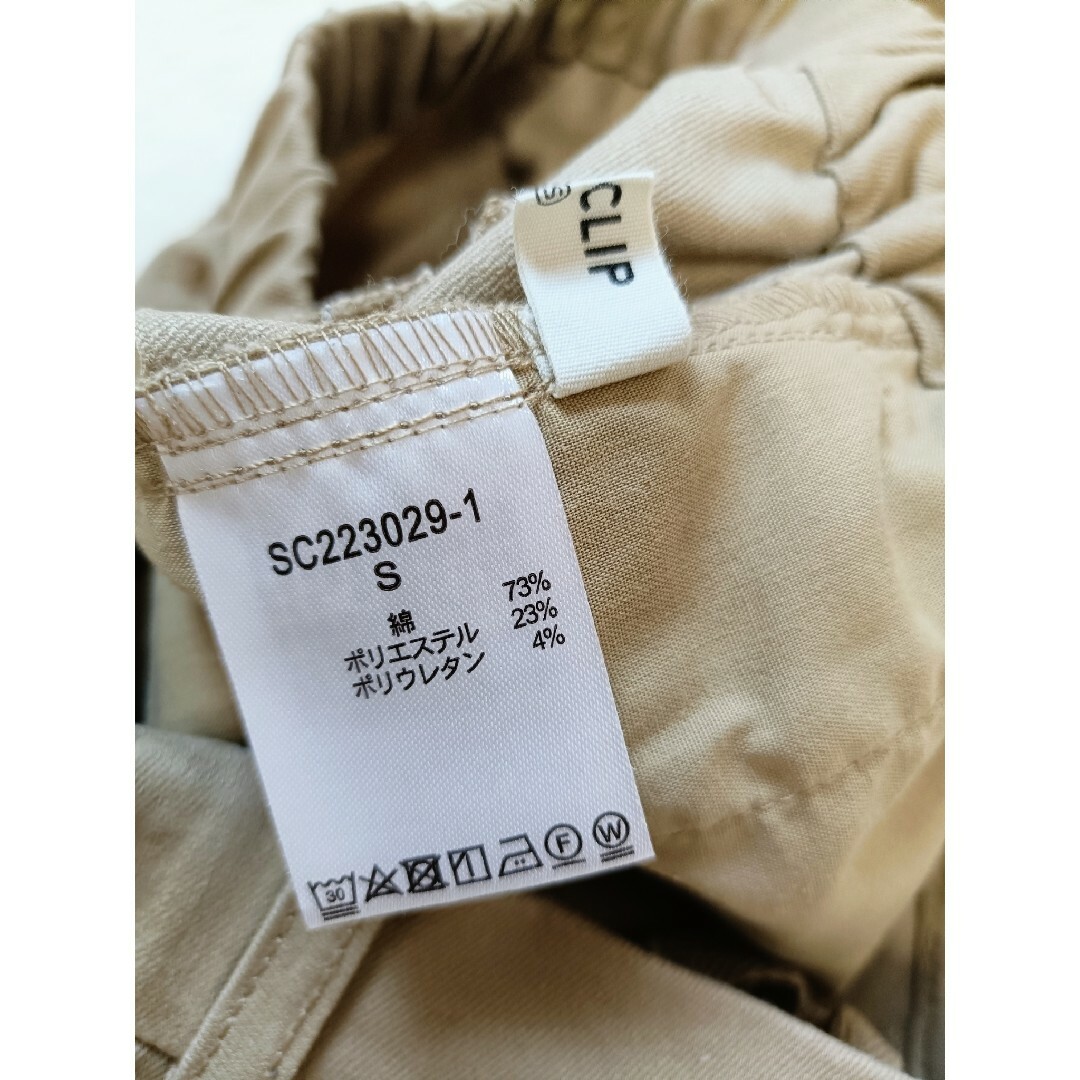 CLIP
S
SC223029-1
S
綿 73%
ポリエステル 23%
ポリウレタン 4%
30
F
W